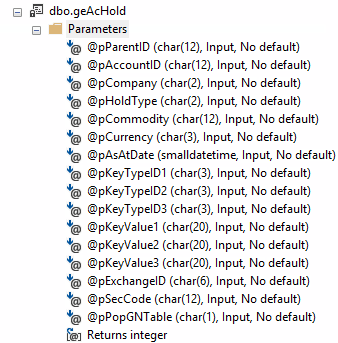 dbo.geAcHold
Parameters
@pParentID (char(12), Input, No default)
@pAccountID (char(12), Input, No default)
@pCompany (char(2), Input, No default)
@pHoldType (char(2), Input, No default)
@pCommodity (char(12), Input, No default)
@pCurrency (char(3), Input, No default)
@pAsAtDate (smalldatetime, Input, No default)
@pKeyTypeID1 (char(3), Input, No default)
@pKeyTypeID2 (char(3), Input, No default)
@pKeyTypeID3 (char(3), Input, No default)
@pKeyValue1 (char(20), Input, No default)
@pKeyValue2 (char(20), Input, No default)
@pKeyValue3 (char(20), Input, No default)
@pExchangeID (char(6), Input, No default)
@pSecCode (char(12), Input, No default)
@pPopGNTable (char(1), Input, No default)
Returns integer